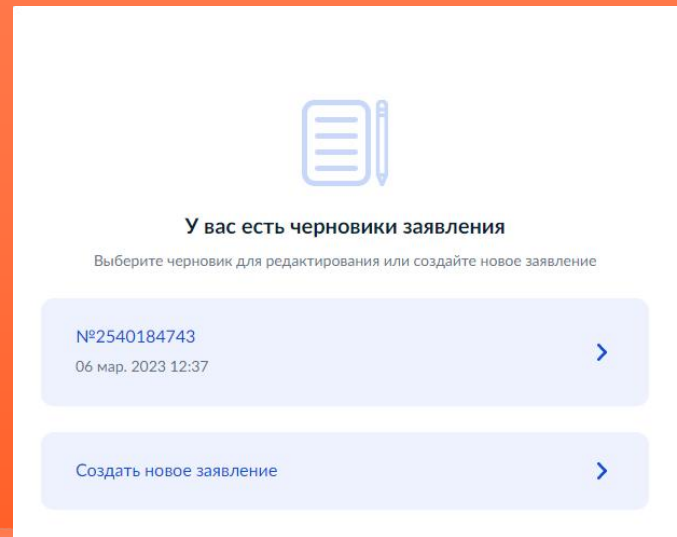 У вас есть черновики заявления
Выберите черновик для редактирования или создайте новое заявление
№2540184743
06 мар. 2023 12:37
Создать новое заявление